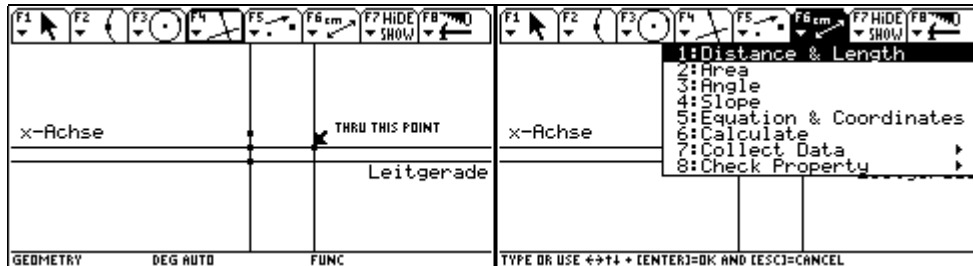 F1 F2 F3 F4 F5 F6 cm F7 HiDE SHOW F8
x-Achse
THRU THIS POINT
Leitgerade
GEOMETRY DEG AUTO FUNC
F1 F2 F3 F4 F5 F6 cm F7 HiDE SHOW F8
1:Distance & Length
2:Area
3:Angle
4:Slope
5:Equation & Coordinates
6:Calculate
7:Collect Data
8:Check Property
x-Achse
TYPE OR USE ←→↑↓ + [ENTER]=OK AND [ESC]=CANCEL